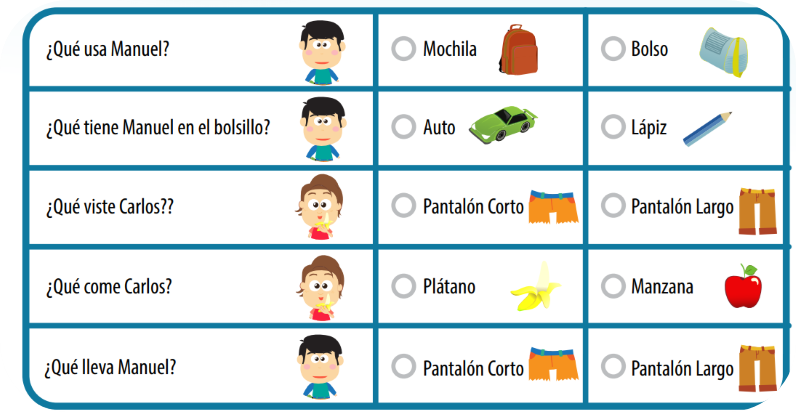 ¿Qué usa Manuel? Mochila Bolso
¿Qué tiene Manuel en el bolsillo? Auto Lápiz
¿Qué viste Carlos?? Pantalón Corto Pantalón Largo
¿Qué come Carlos? Plátano Manzana
¿Qué lleva Manuel? Pantalón Corto Pantalón Largo